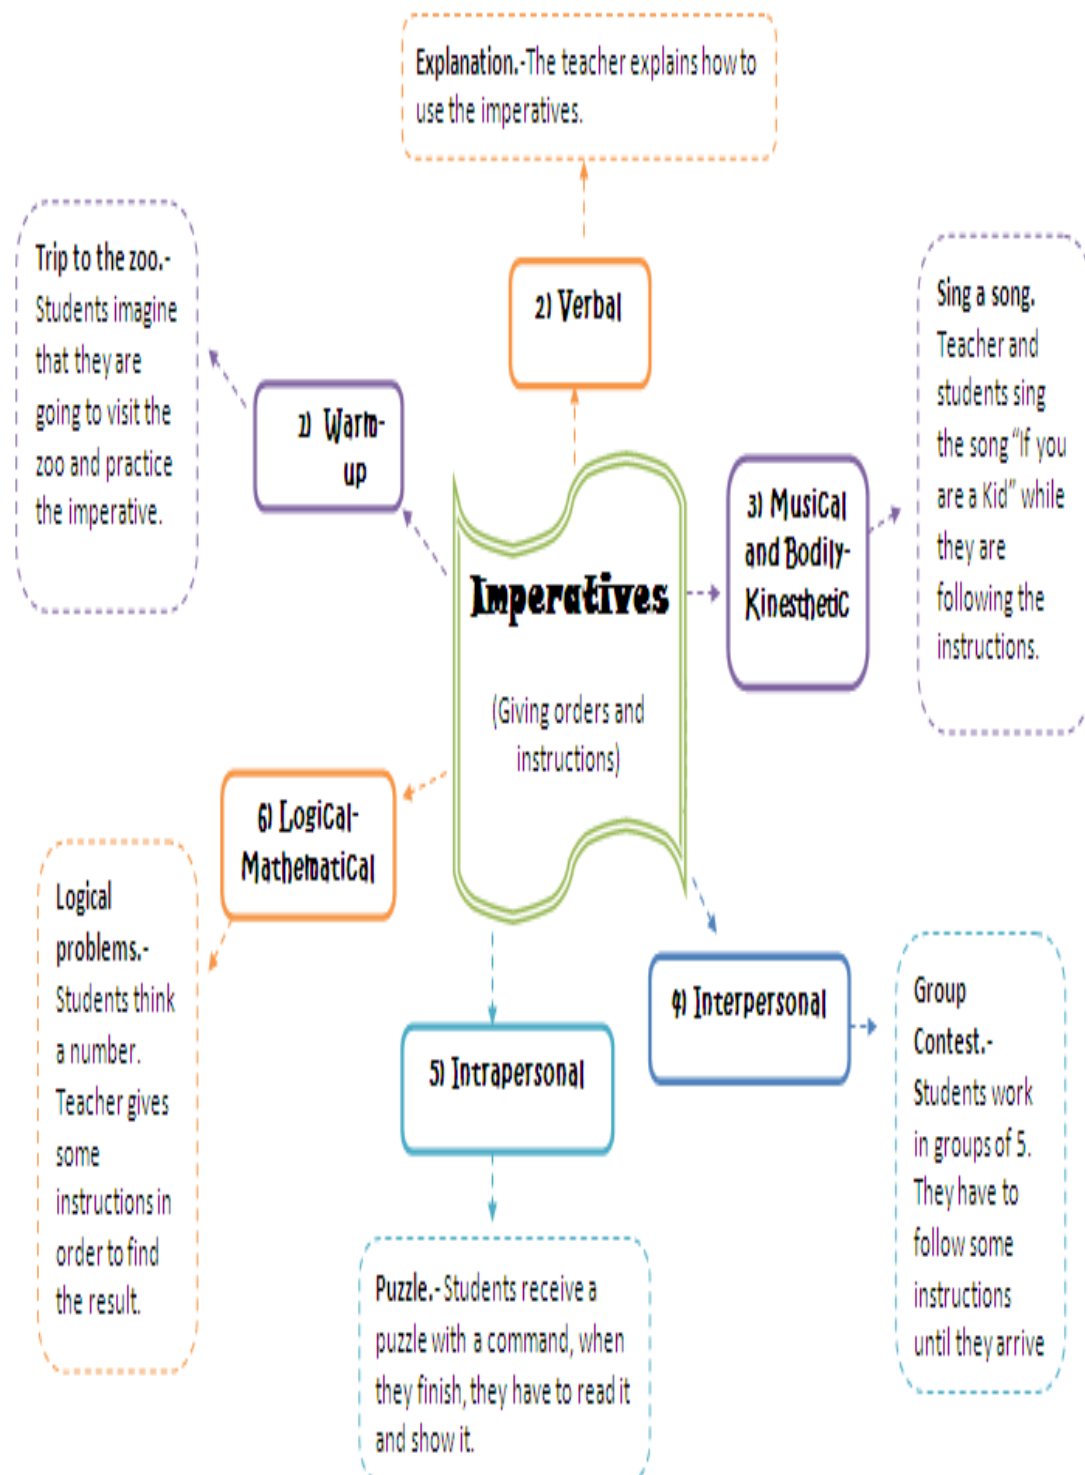 Explanation.-The teacher explains how to
use the imperatives.
Trip to the zoo.-
Students imagine
that they are
going to visit the
zoo and practice
the imperative.
1) Warm-
up
2) Verbal
3) Musical
and Bodily-
Kinesthetic
Sing a song.
Teacher and
students sing
the song “If you
are a Kid” while
they are
following the
instructions.
Imperatives
(Giving orders and
instructions)
6) Logical-
Mathematical
Logical
problems.-
Students think
a number.
Teacher gives
some
instructions in
order to find
the result.
5) Intrapersonal
Puzzle.- Students receive a
puzzle with a command, when
they finish, they have to read it
and show it.
4) Interpersonal
Group
Contest.-
Students work
in groups of 5.
They have to
follow some
instructions
until they arrive